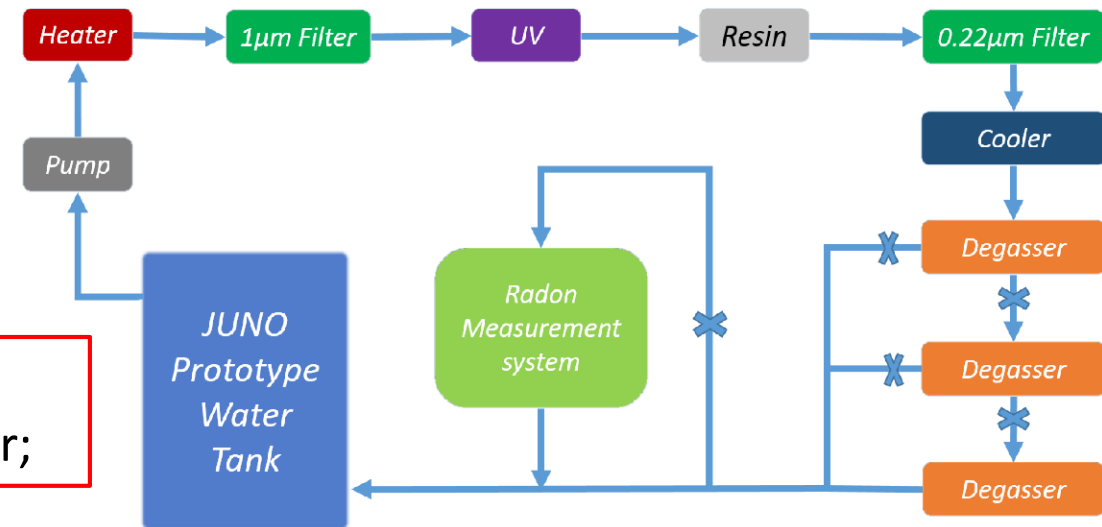 Heater
1μm Filter
UV
Resin
0.22μm Filter
Pump
Cooler
Degasser
Radon
Measurement
system
JUNO
Prototype
Water
Tank
Degasser
Degasser
r;